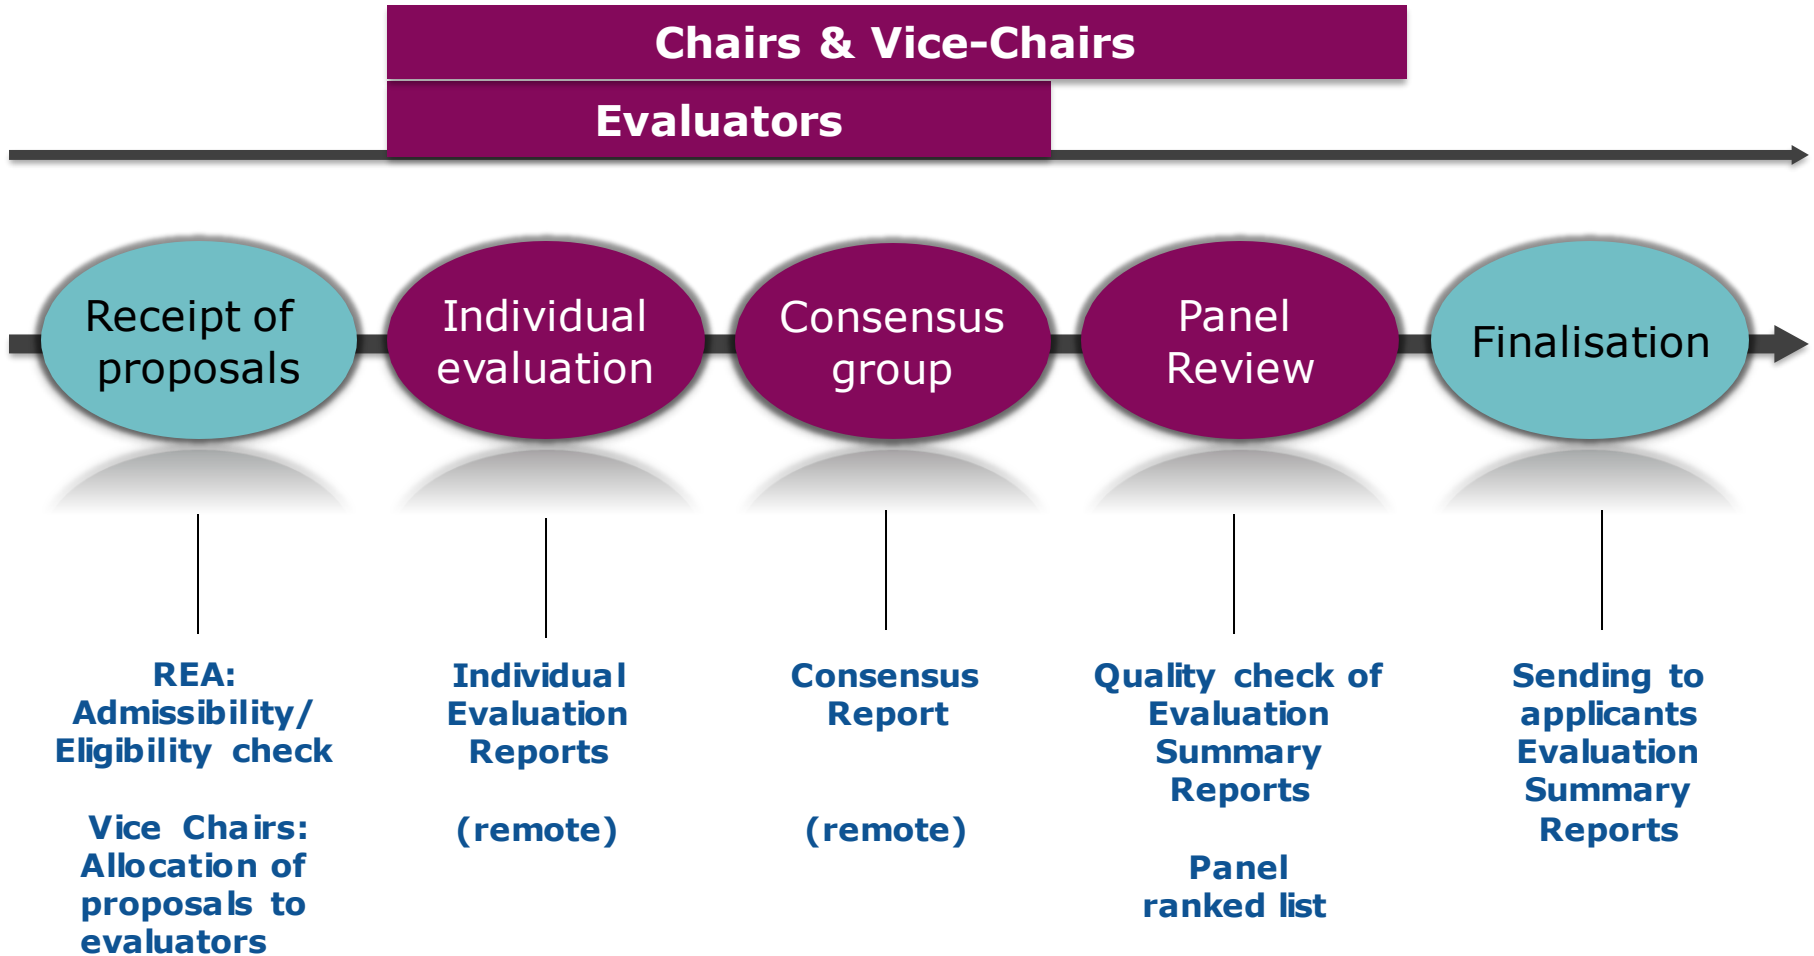 Chairs & Vice-Chairs
Evaluators
Receipt of
proposals
Individual
evaluation
Consensus
group
Panel
Review
Finalisation
REA:
Admissibility/
Eligibility check
Vice Chairs:
Allocation of
proposals to
evaluators
Individual
Evaluation
Reports
(remote)
Consensus
Report
(remote)
Quality check of
Evaluation
Summary
Reports
Panel
ranked list
Sending to
applicants
Evaluation
Summary
Reports